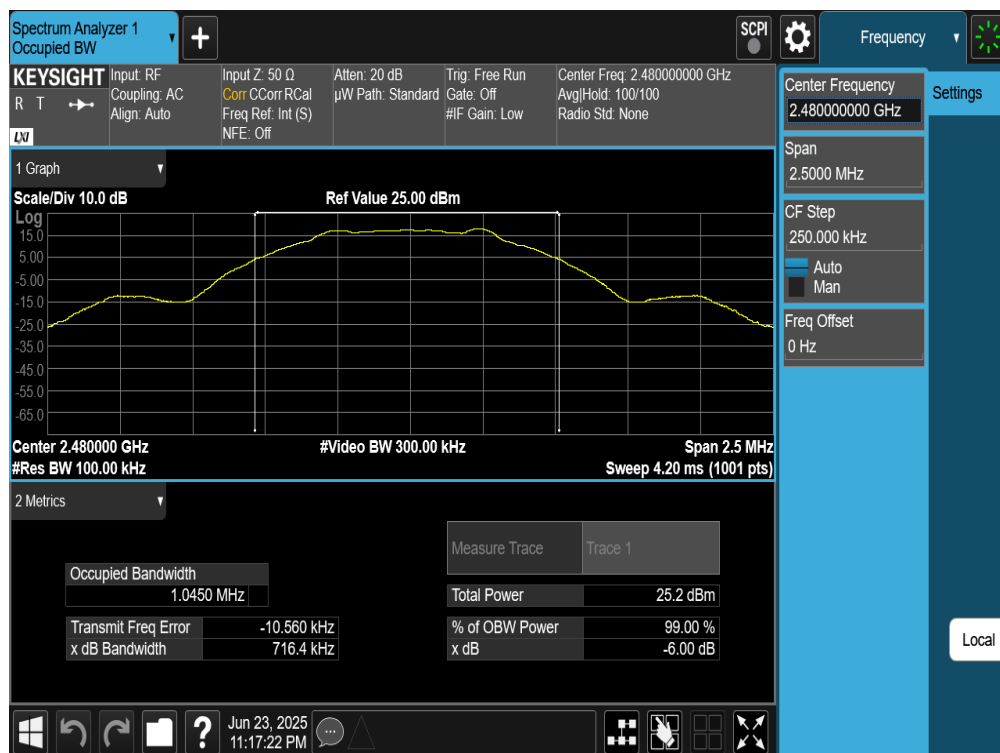 Spectrum Analyzer 1
Occupied BW
+
SCPI
Frequency
KEYSIGHT
R T
LXI
Input: RF
Coupling: AC
Align: Auto
Input Z: 50 Ω
Corr CCorr RCal
Freq Ref: Int (S)
NFE: Off
Atten: 20 dB
µW Path: Standard
Trig: Free Run
Gate: Off
#IF Gain: Low
Center Freq: 2.480000000 GHz
Avg|Hold: 100/100
Radio Std: None
Center Frequency
2.480000000 GHz
Settings
Span
2.5000 MHz
CF Step
250.000 kHz
Auto
Man
Freq Offset
0 Hz
Local
1 Graph
Scale/Div 10.0 dB
Ref Value 25.00 dBm
Log
15.0
5.00
-5.00
-15.0
-25.0
-35.0
-45.0
-55.0
-65.0
Center 2.480000 GHz
#Video BW 300.00 kHz
Span 2.5 MHz
#Res BW 100.00 kHz
Sweep 4.20 ms (1001 pts)
2 Metrics
Measure Trace
Trace 1
Occupied Bandwidth
1.0450 MHz
Total Power
25.2 dBm
Transmit Freq Error
-10.560 kHz
% of OBW Power
99.00 %
x dB Bandwidth
716.4 kHz
x dB
-6.00 dB
?
Jun 23, 2025
11:17:22 PM